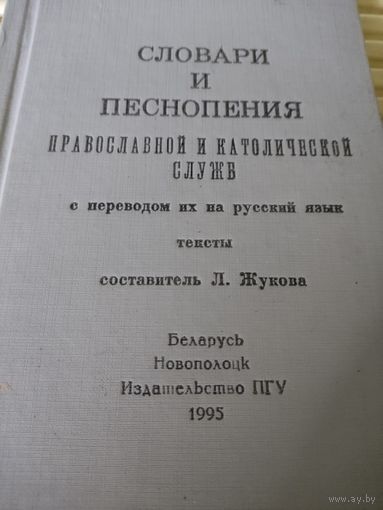 СЛОВАРИ
И
ПЕСНОПЕНИЯ
ПРАВОСЛАВНОЙ И КАТОЛИЧЕСКОЙ
СЛУЖБ
с переводом их на русский язык
тексты
составитель Л. Жукова
Беларусь
Новополоцк
Издательство ПГУ
1995
www.ay.by